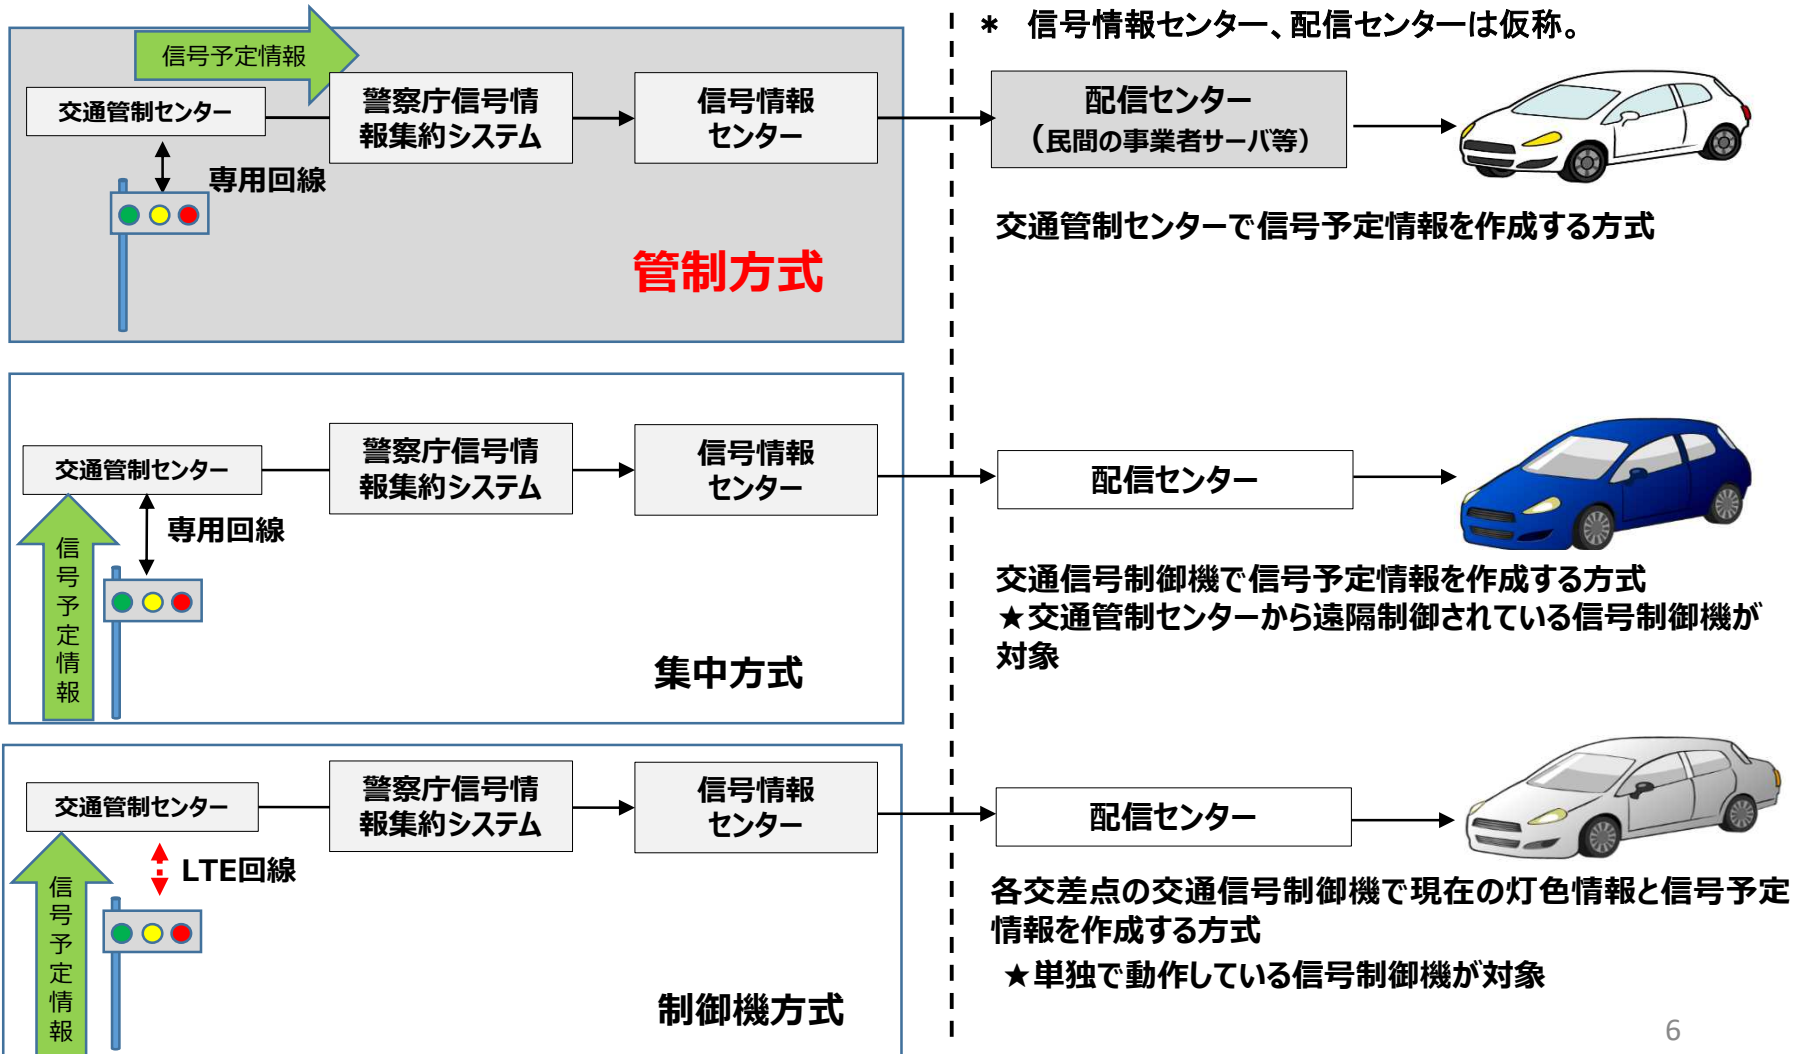 * 信号情報センター、配信センターは仮称。
信号予定情報
交通管制センター
警察庁信号情
報集約システム
信号情報
センター
配信センター
（民間の事業者サーバ等）
専用回線
管制方式
交通管制センターで信号予定情報を作成する方式
交通管制センター
警察庁信号情
報集約システム
信号情報
センター
配信センター
専用回線
信号予定情報
集中方式
交通信号制御機で信号予定情報を作成する方式
★交通管制センターから遠隔制御されている信号制御機が
対象
交通管制センター
警察庁信号情
報集約システム
信号情報
センター
配信センター
LTE回線
信号予定情報
制御機方式
各交差点の交通信号制御機で現在の灯色情報と信号予定
情報を作成する方式
★単独で動作している信号制御機が対象
6